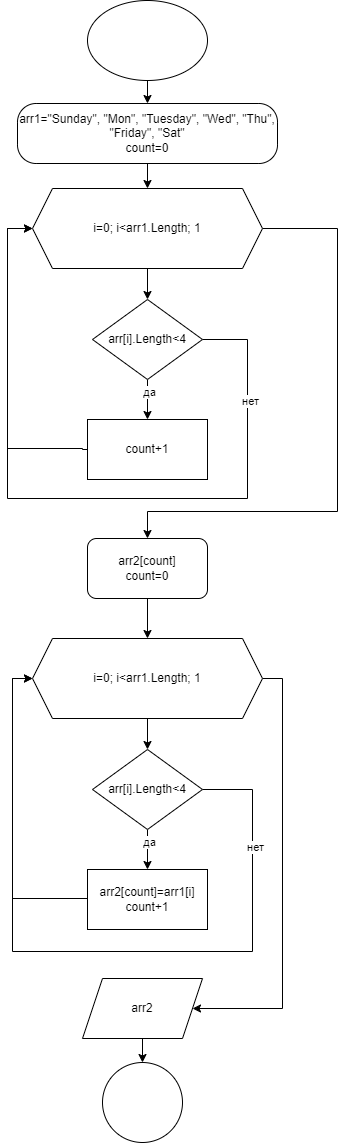 arr1="Sunday", "Mon", "Tuesday", "Wed", "Thu",
"Friday", "Sat"
count=0
i=0; i<arr1.Length; 1
arr[i].Length<4
да
нет
count+1
arr2[count]
count=0
i=0; i<arr1.Length; 1
arr[i].Length<4
да
нет
arr2[count]=arr1[i]
count+1
arr2